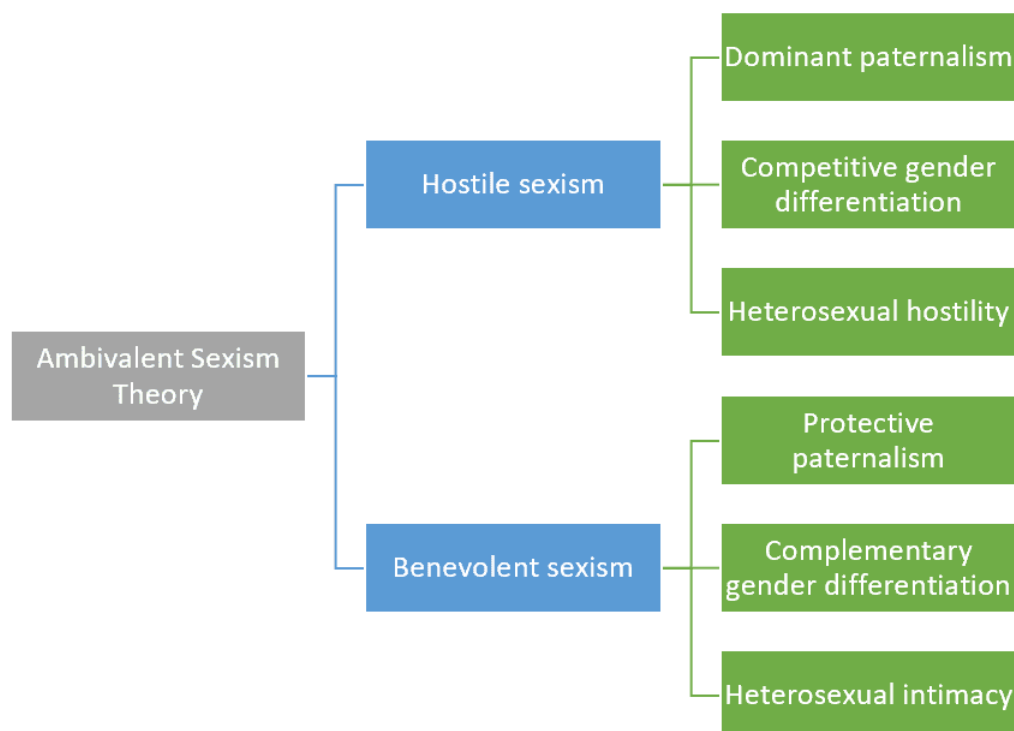 Dominant paternalism
Hostile sexism
Competitive gender
differentiation
Heterosexual hostility
Ambivalent Sexism
Theory
Protective
paternalism
Benevolent sexism
Complementary
gender differentiation
Heterosexual intimacy